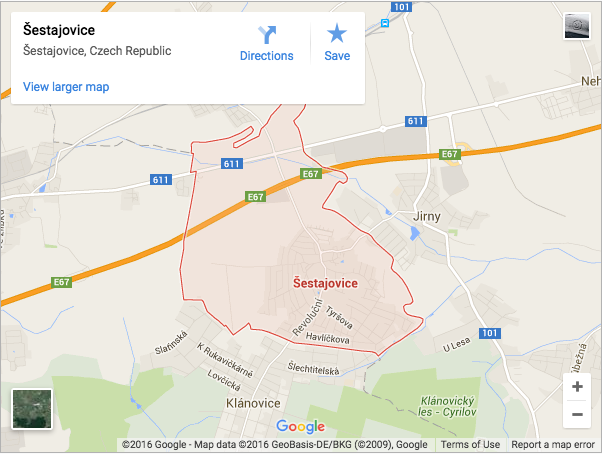 Šestajovice
Šestajovice, Czech Republic
Directions
Save
View larger map
101
Neh
611
611
E67
611
E67
E67
Jirny
E67
Šestajovice
Revoluční
Tyršova
Havlíčkova
101
U Lesa
Slafinská
K Rukavičkárně
Lovčická
Šlechtitelská
Klánovice
Klánovický
les - Cyrilov
Google
+
−
©2016 Google - Map data ©2016 GeoBasis-DE/BKG (©2009), Google
Terms of Use
Report a map error